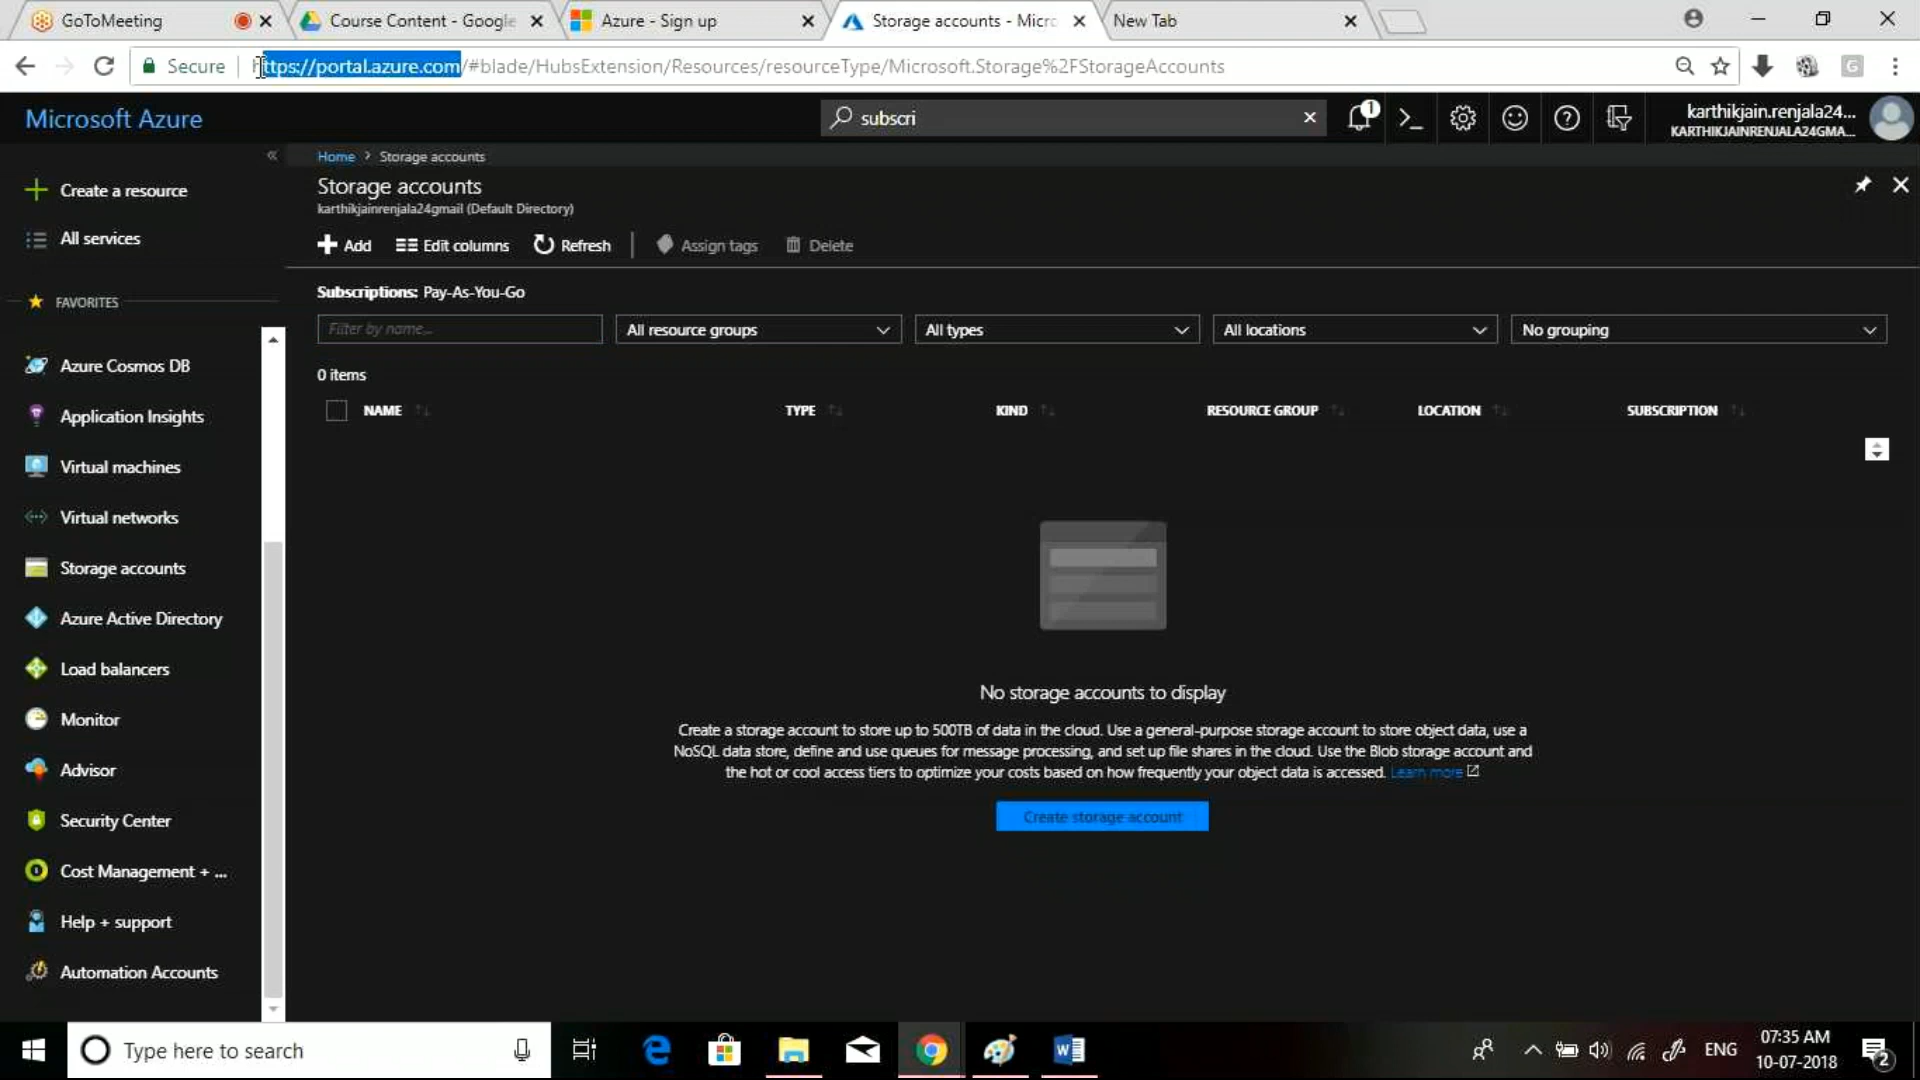 GoToMeeting
Course Content - Google
Azure - Sign up
Storage accounts - Micro
New Tab
Secure
https://portal.azure.com/#blade/HubsExtension/Resources/resourceType/Microsoft.Storage%2FStorageAccounts
G
Microsoft Azure
subscri
1
karthikjain.renjala24...
KARTHIKJAINRENJALA24GMA...
Create a resource
All services
FAVORITES
Azure Cosmos DB
Application Insights
Virtual machines
Virtual networks
Storage accounts
Azure Active Directory
Load balancers
Monitor
Advisor
Security Center
Cost Management + ...
Help + support
Automation Accounts
Home > Storage accounts
Storage accounts
karthikjainrenjala24gmail (Default Directory)
Add
Edit columns
Refresh
Assign tags
Delete
Subscriptions: Pay-As-You-Go
Filter by name...
All resource groups
All types
All locations
No grouping
0 items
NAME
TYPE
KIND
RESOURCE GROUP
LOCATION
SUBSCRIPTION
No storage accounts to display
Create a storage account to store up to 500TB of data in the cloud. Use a general-purpose storage account to store object data, use a
NoSQL data store, define and use queues for message processing, and set up file shares in the cloud. Use the Blob storage account and
the hot or cool access tiers to optimize your costs based on how frequently your object data is accessed. Learn more
Create storage account
Type here to search
ENG
07:35 AM
10-07-2018
2